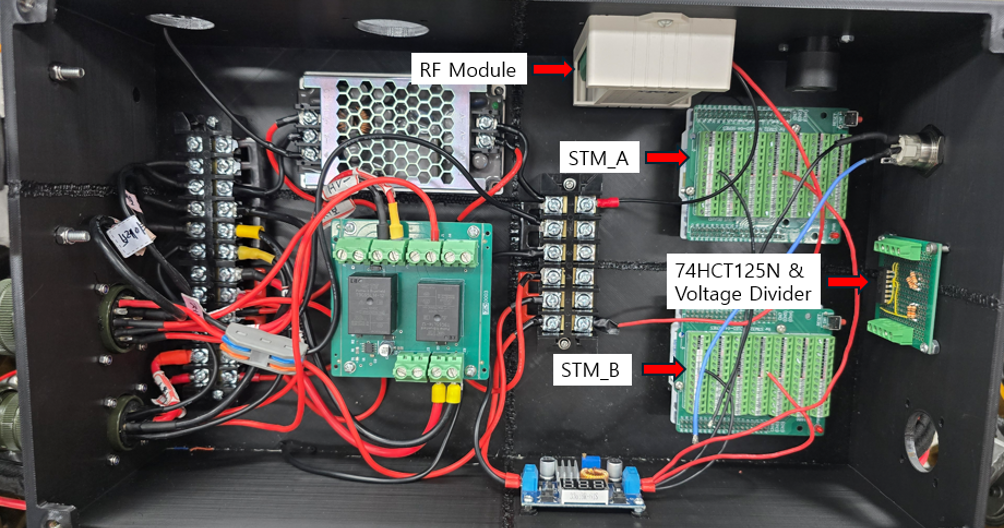 RF Module
STM_A
74HCT125N &
Voltage Divider
STM_B